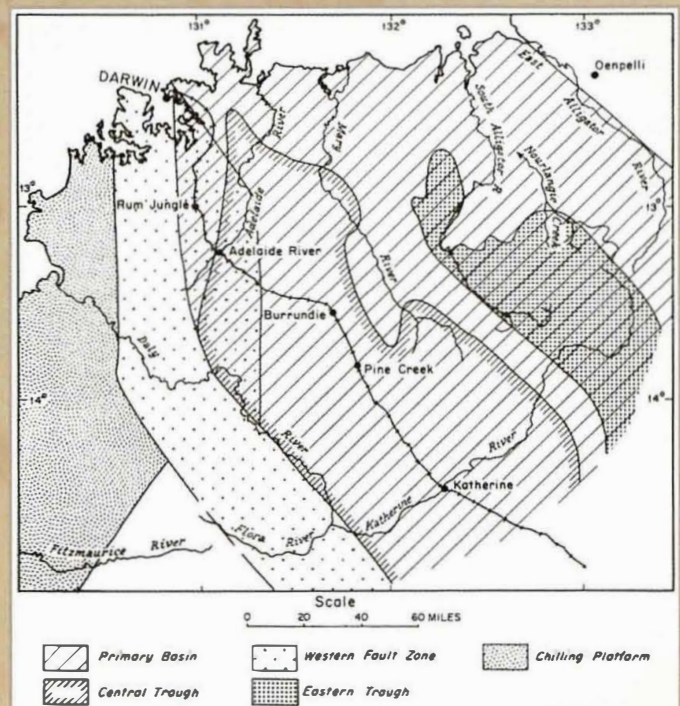 131° 132° 133°
Oenpelli
East
Alligator
River
DARWIN
South
Alligator R
Nourlangie
Creek
Mary
River
Adelaide
River
13° 13°
Rum Jungle
Adelaide River
Burrundie
Daly
River
Pine Creek
14° 14°
River
Katherine
Katherine
Flora
River
Fitzmaurice River
Scale
0 20 40 60 MILES
Primary Basin Western Fault Zone Chilling Platform
Central Trough Eastern Trough